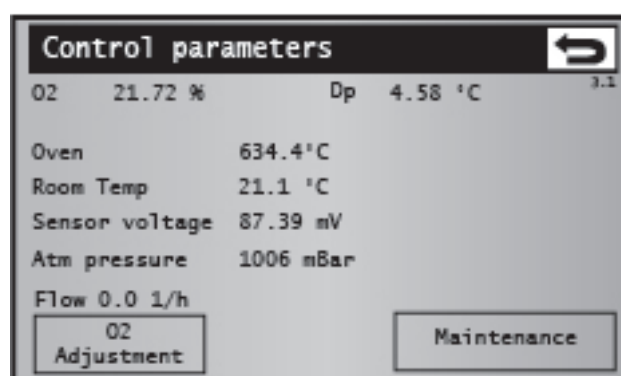 Control parameters
3.1
O2 21.72 % Dp 4.58 °C
Oven 634.4°C
Room Temp 21.1 °C
Sensor voltage 87.39 mV
Atm pressure 1006 mBar
Flow 0.0 l/h
O2
Adjustment
Maintenance